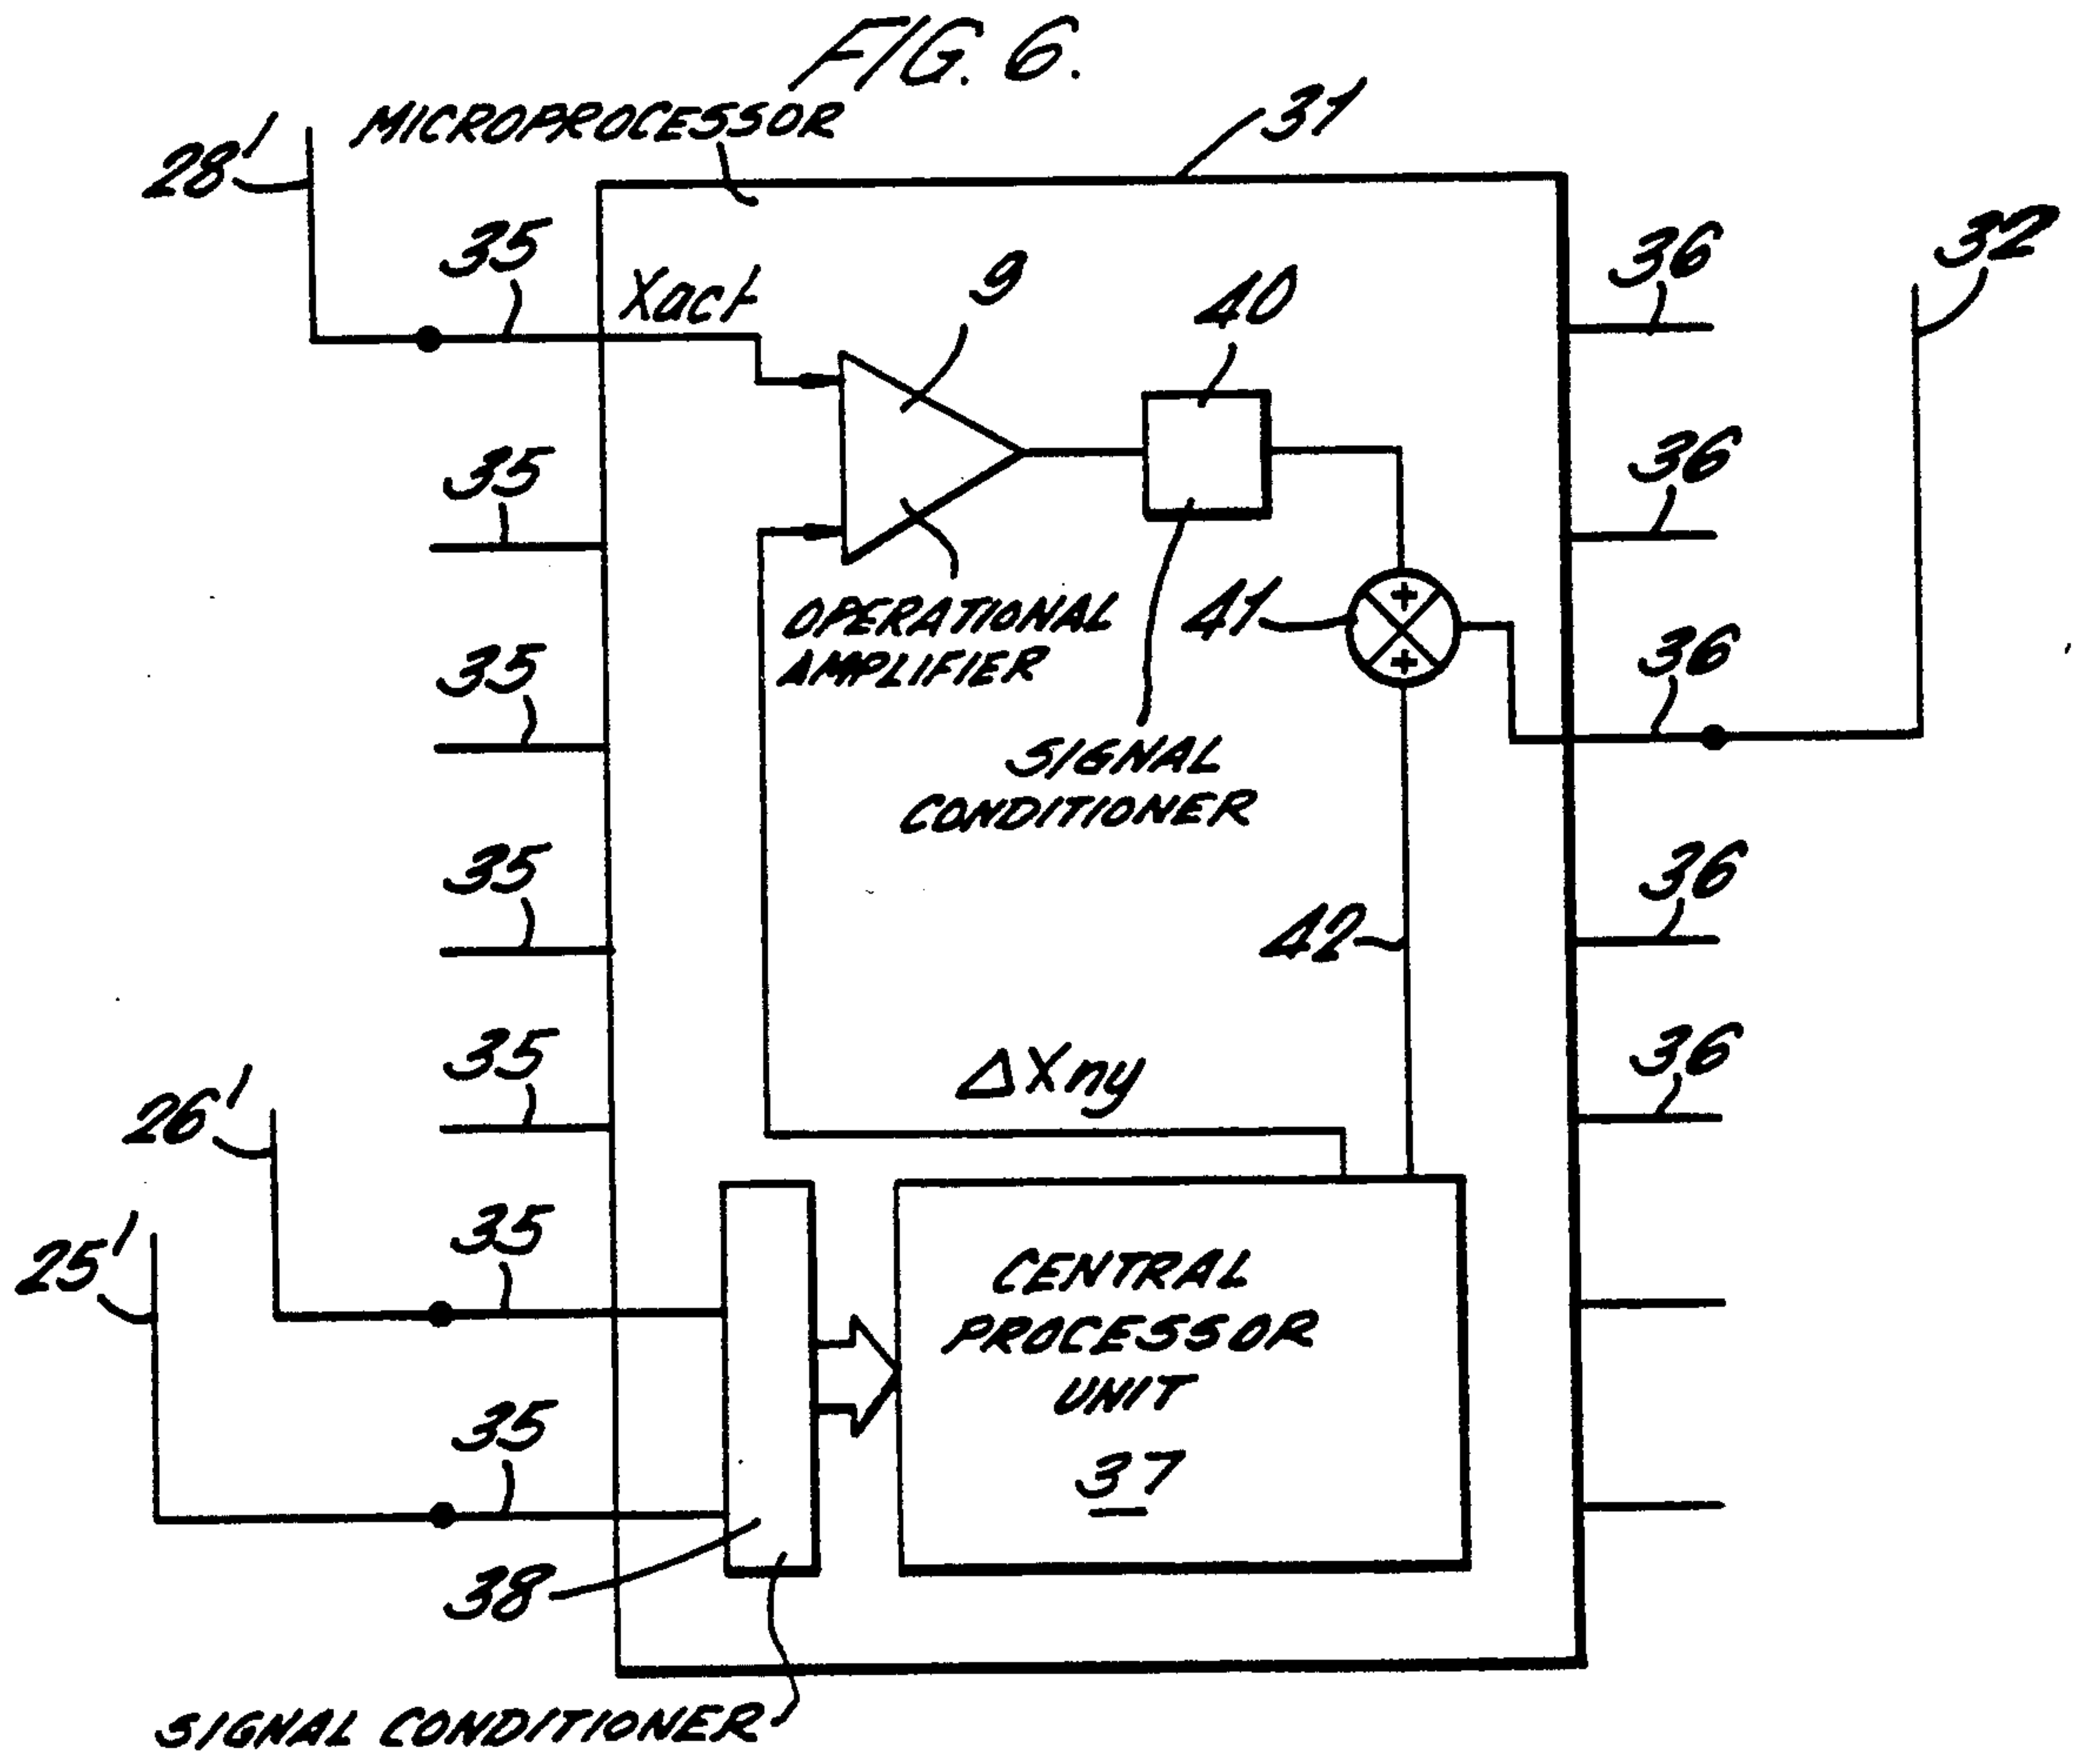 FIG. 6.
MICROPROCESSOR
31
28'
35
Xact
9
40
36
32
35
36
OPERATIONAL
AMPLIFIER
41
35
36
SIGNAL
CONDITIONER
35
36
42
35
ΔXny
36
26'
35
25'
CENTRAL
PROCESSOR
UNIT
37
35
38
SIGNAL CONDITIONER